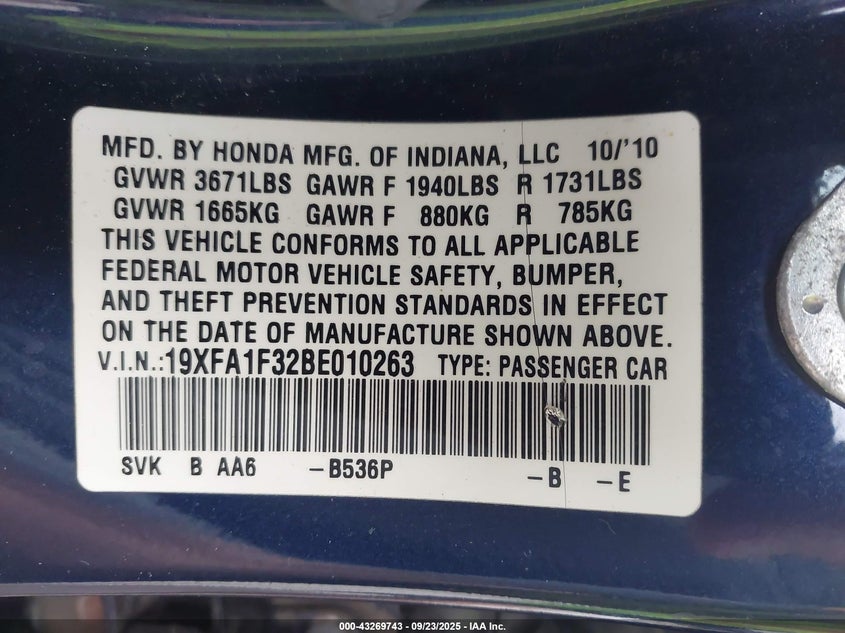 MFD. BY HONDA MFG. OF INDIANA, LLC 10/'10
GVWR 3671LBS GAWR F 1940LBS R 1731LBS
GVWR 1665KG GAWR F 880KG R 785KG
THIS VEHICLE CONFORMS TO ALL APPLICABLE
FEDERAL MOTOR VEHICLE SAFETY, BUMPER,
AND THEFT PREVENTION STANDARDS IN EFFECT
ON THE DATE OF MANUFACTURE SHOWN ABOVE.
V.I.N.:19XFA1F32BE010263 TYPE: PASSENGER CAR
SVK B AA6 -B536P -B -E
000-43269743 - 09/23/2025 - IAA Inc.